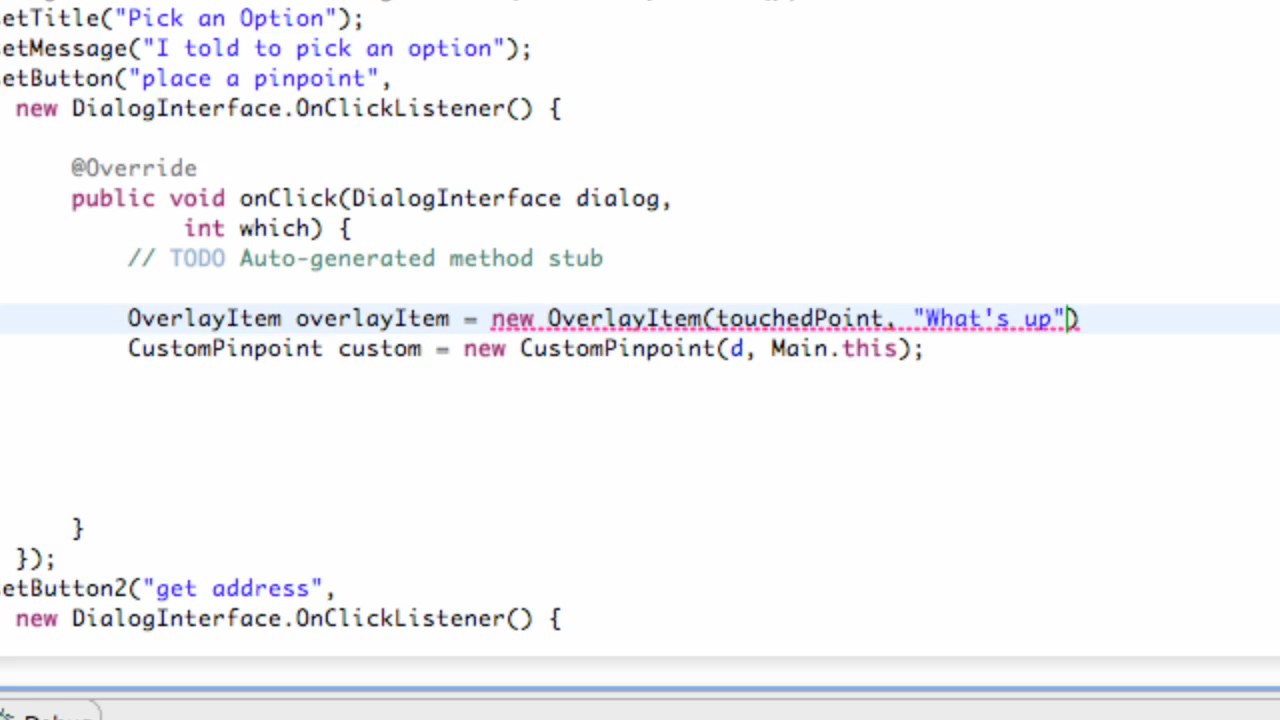 etTitle("Pick an Option");
etMessage("I told to pick an option");
etButton("place a pinpoint",
new DialogInterface.OnClickListener() {
@Override
public void onClick(DialogInterface dialog,
int which) {
// TODO Auto-generated method stub
OverlayItem overlayItem = new OverlayItem(touchedPoint, "What's up")
CustomPinpoint custom = new CustomPinpoint(d, Main.this);
}
});
etButton2("get address",
new DialogInterface.OnClickListener() {